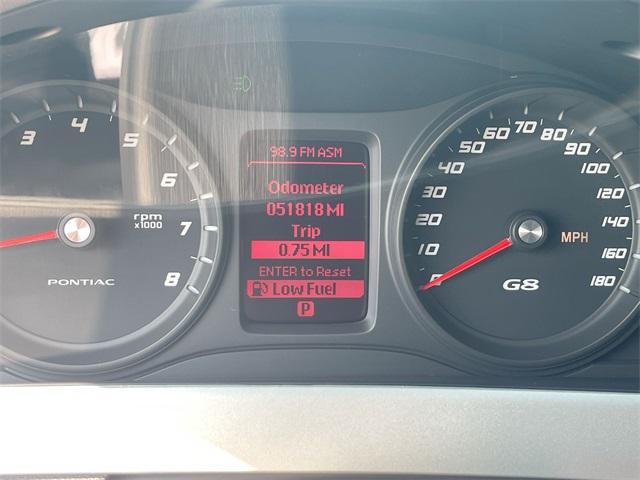 3 4 5 6 7 8
rpm
x1000
PONTIAC
98.9 FM ASM
Odometer
051818 MI
Trip
0.75 MI
ENTER to Reset
Low Fuel
P
0 10 20 30 40 50 60 70 80 90 100 120 140 160 180
MPH
G8